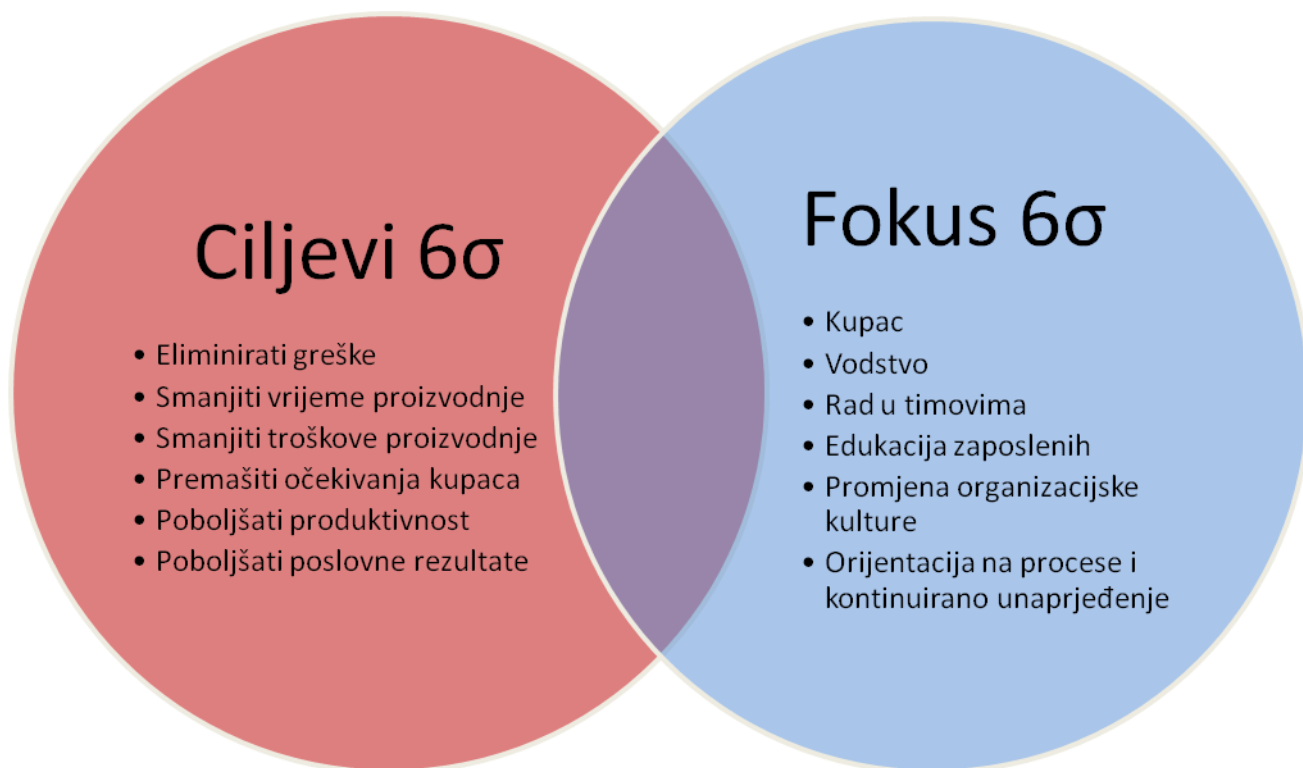 Ciljevi 6σ
• Eliminirati greške
• Smanjiti vrijeme proizvodnje
• Smanjiti troškove proizvodnje
• Premašiti očekivanja kupaca
• Poboljšati produktivnost
• Poboljšati poslovne rezultate
Fokus 6σ
• Kupac
• Vodstvo
• Rad u timovima
• Edukacija zaposlenih
• Promjena organizacijske
kulture
• Orijentacija na procese i
kontinuirano unaprjeđenje